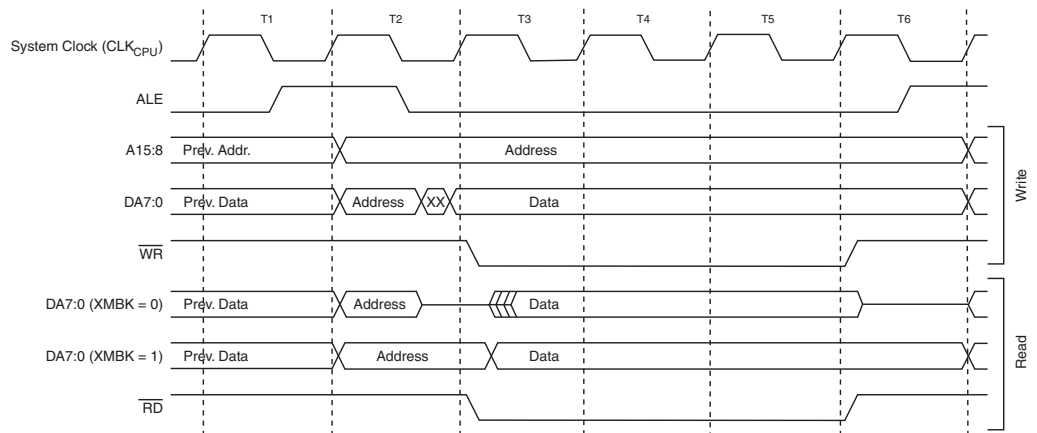 T1 T2 T3 T4 T5 T6
System Clock (CLKCPU)
ALE
A15:8 Prev. Addr. Address
DA7:0 Prev. Data Address XX Data
WR
Write
DA7:0 (XMBK = 0) Prev. Data Address Data
DA7:0 (XMBK = 1) Prev. Data Address Data
RD
Read